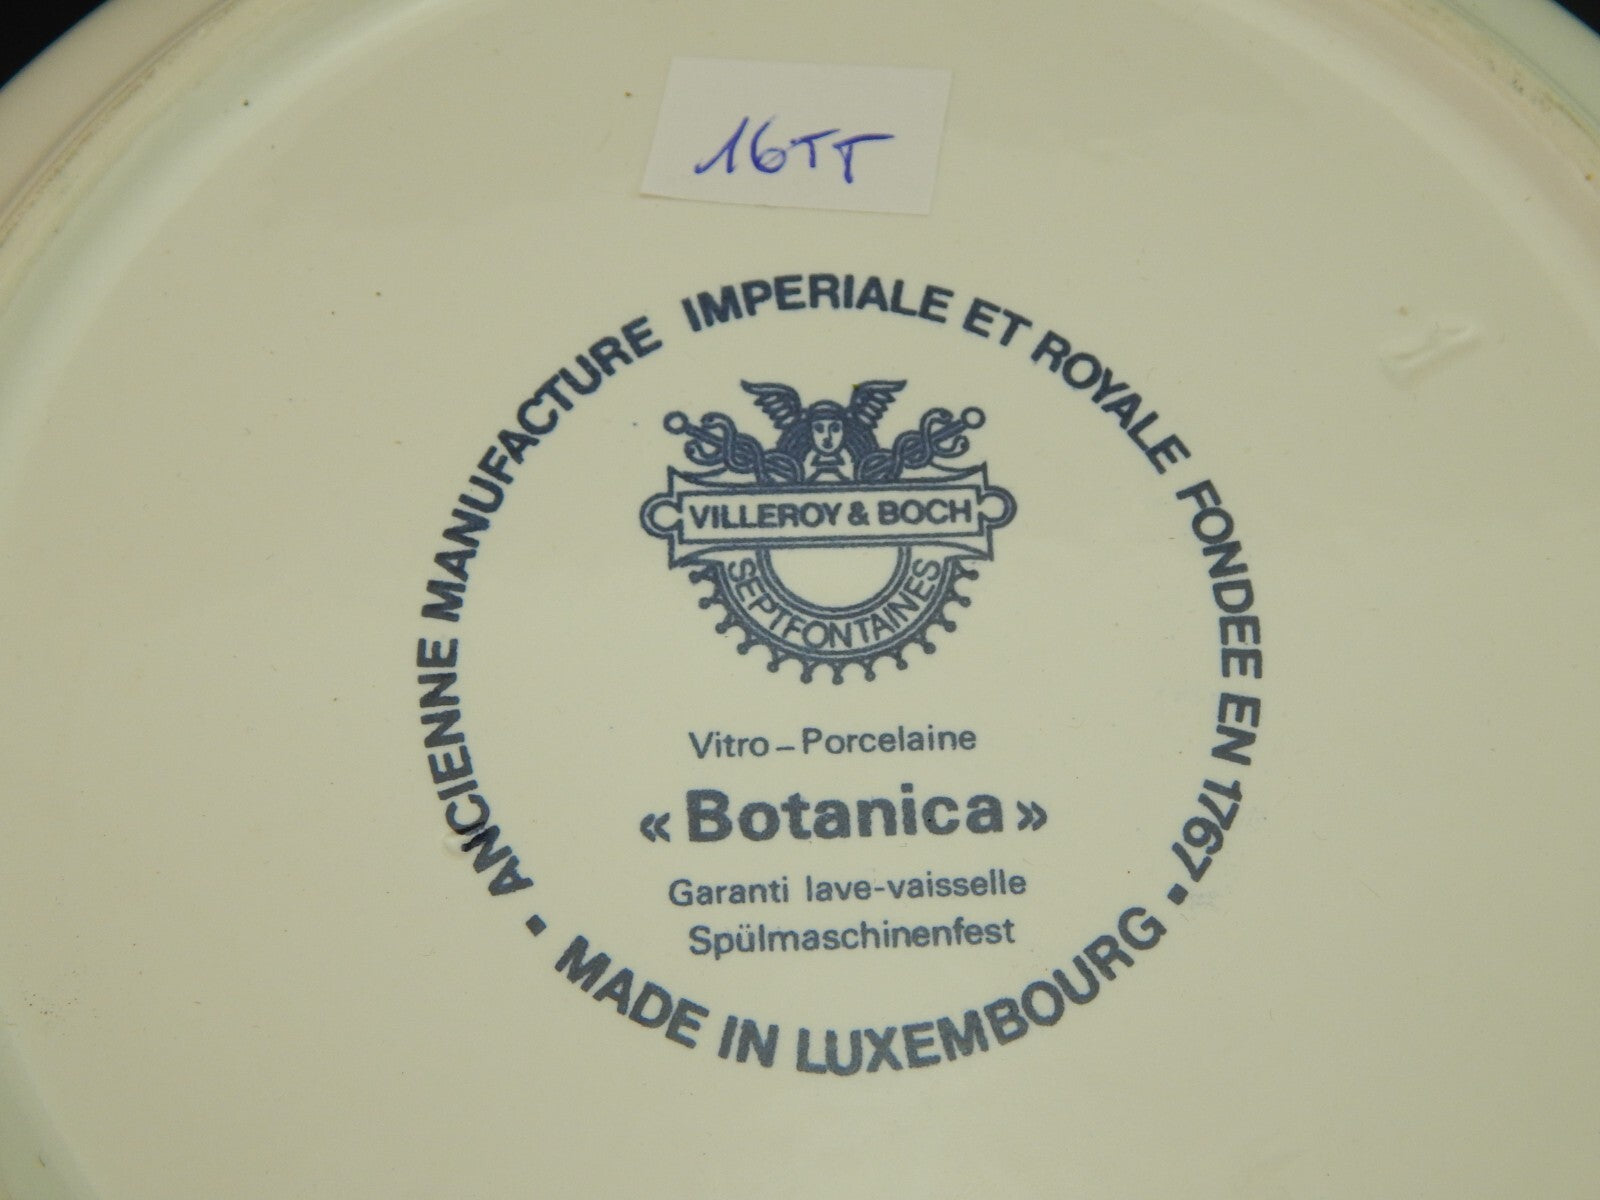 16TT
ANCIENNE MANUFACTURE IMPERIALE ET ROYALE FONDEE EN 1767 •
VILLEROY & BOCH
SEPTFONTAINES
Vitro-Porcelaine
« Botanica »
Garanti lave-vaisselle
Spülmaschinenfest
• MADE IN LUXEMBOURG